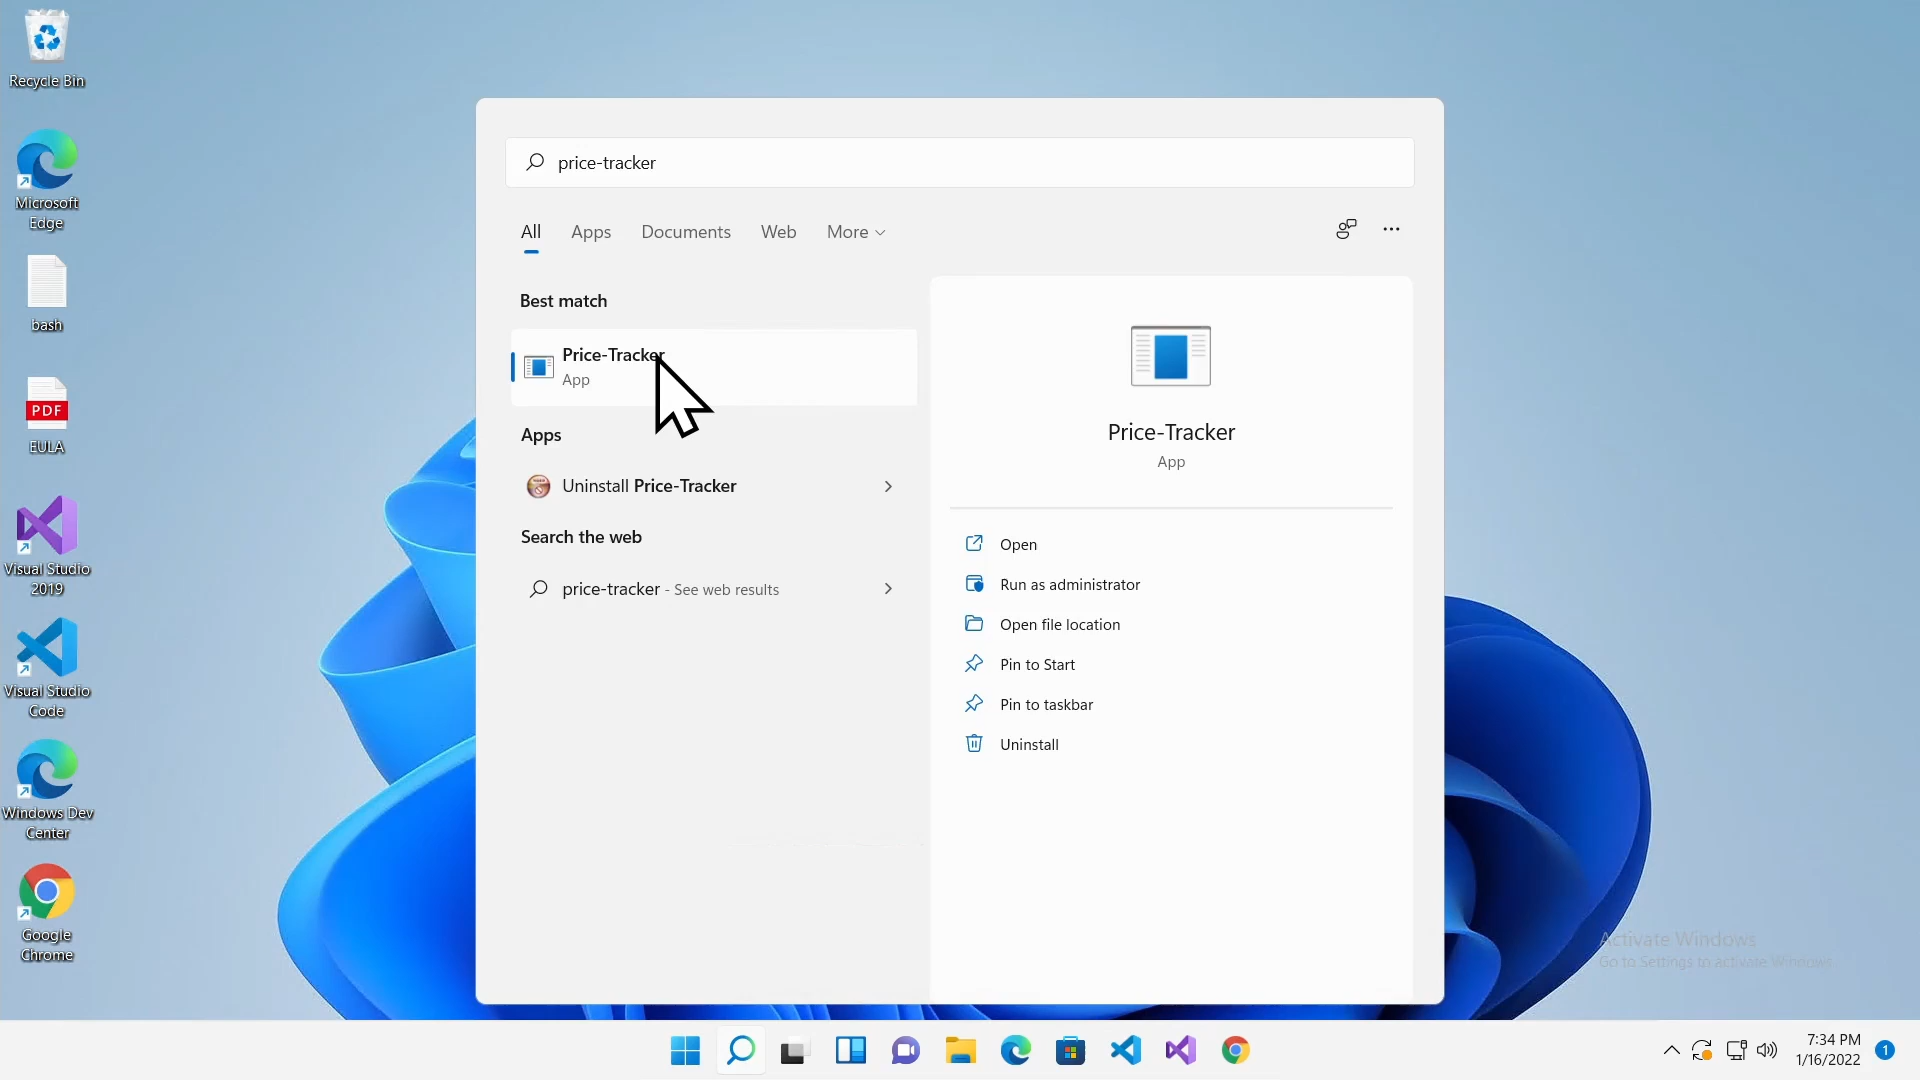 Recycle Bin
Microsoft
Edge
bash
PDF
EULA
Visual Studio
2019
Visual Studio
Code
Windows Dev
Center
Google
Chrome
price-tracker
All
Apps
Documents
Web
More
Best match
Price-Tracker
App
Apps
Uninstall Price-Tracker
Search the web
price-tracker - See web results
Price-Tracker
App
Open
Run as administrator
Open file location
Pin to Start
Pin to taskbar
Uninstall
Activate Windows
Go to Settings to activate Windows.
7:34 PM
1/16/2022
1